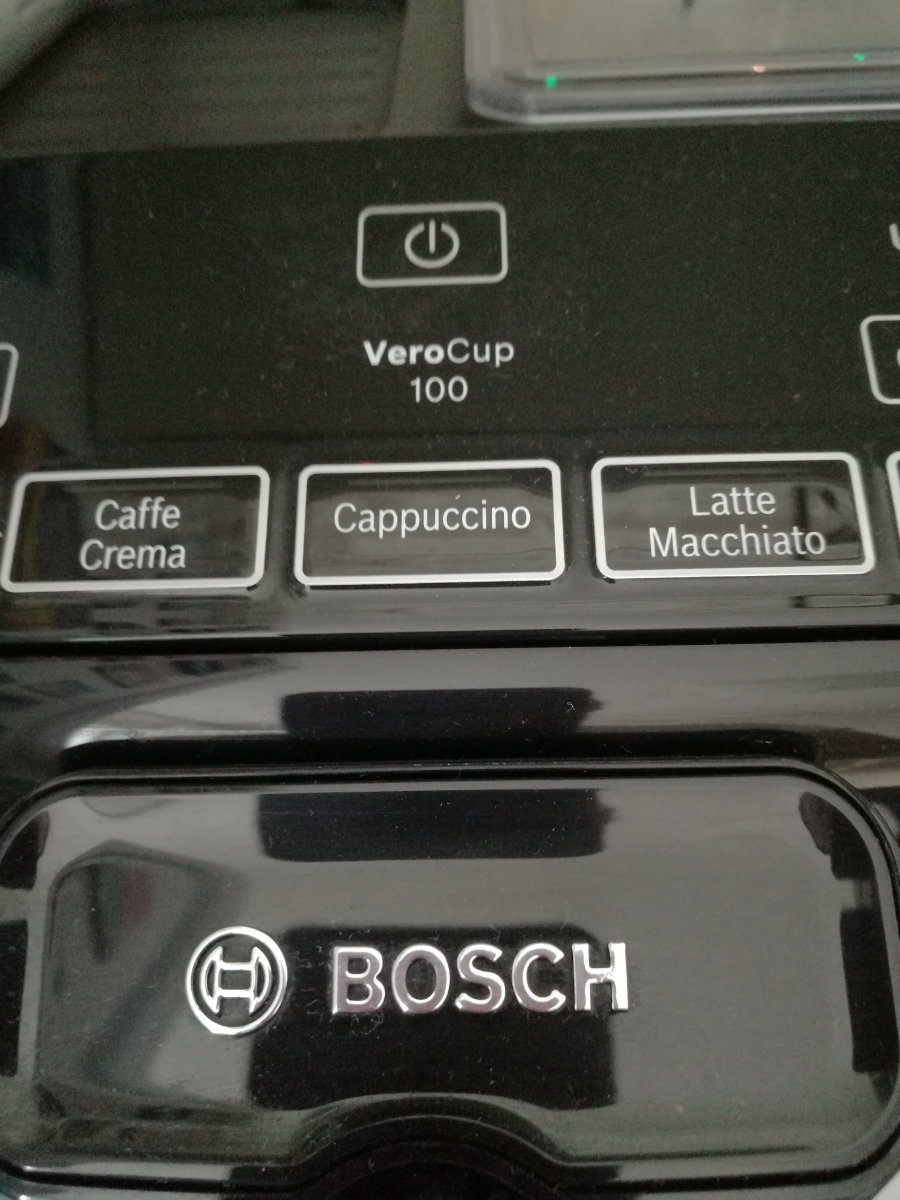 VeroCup
100
Caffe
Crema
Cappuccino
Latte
Macchiato
BOSCH